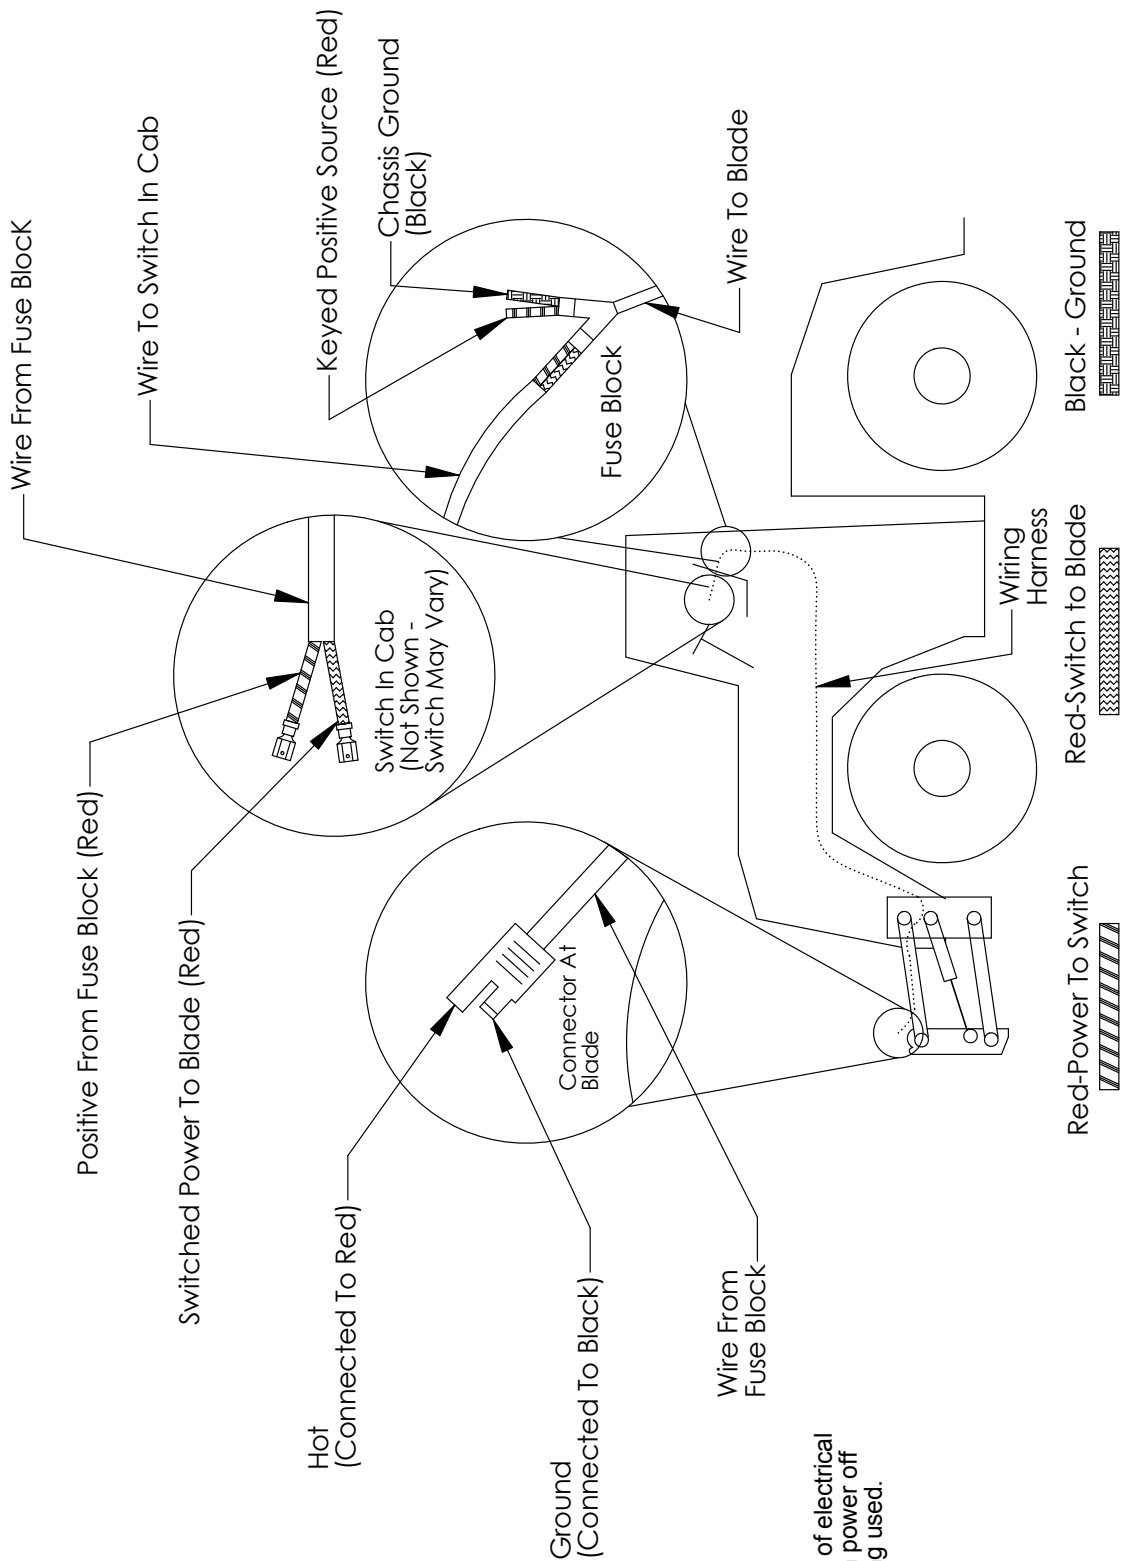 Wire From Fuse BlocK
Wire To Switch In Cab
Keyed Positive Source (Red)
Chassis Ground
(Black)
Wire To Blade
Fuse Block
Positive From Fuse Block (Red)
Switched Power To Blade (Red)
Switch In Cab
(Not Shown -
Switch May Vary)
Hot
(Connected To Red)
Ground
(Connected To Black)
Connector At
Blade
Wire From
Fuse Block
Wiring
Harness
Red-Power To Switch
Red-Switch to Blade
Black - Ground
of electrical
power off
used.